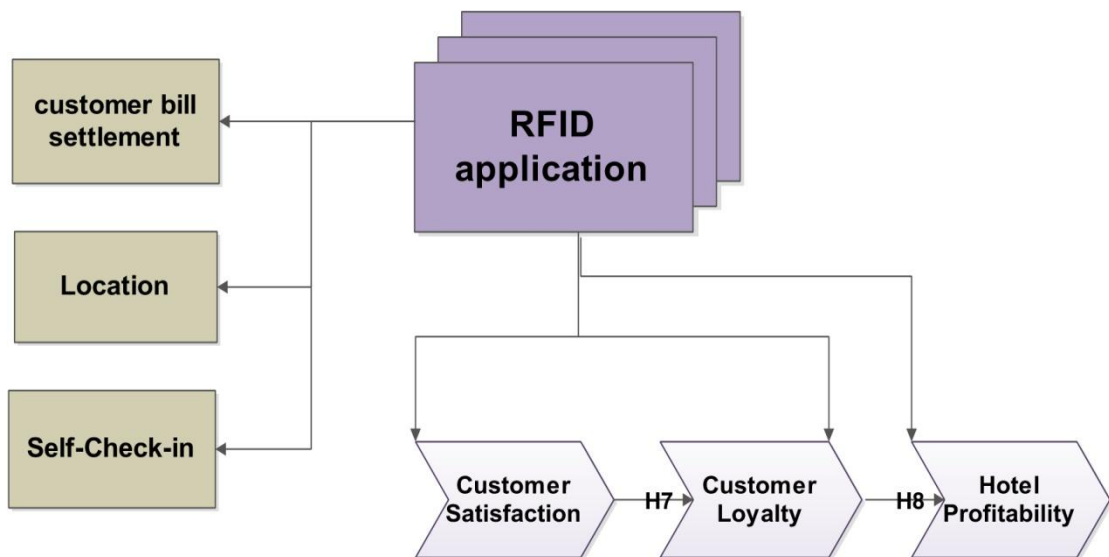 customer bill
settlement
RFID
application
Location
Self-Check-in
Customer
Satisfaction
H7
Customer
Loyalty
H8
Hotel
Profitability